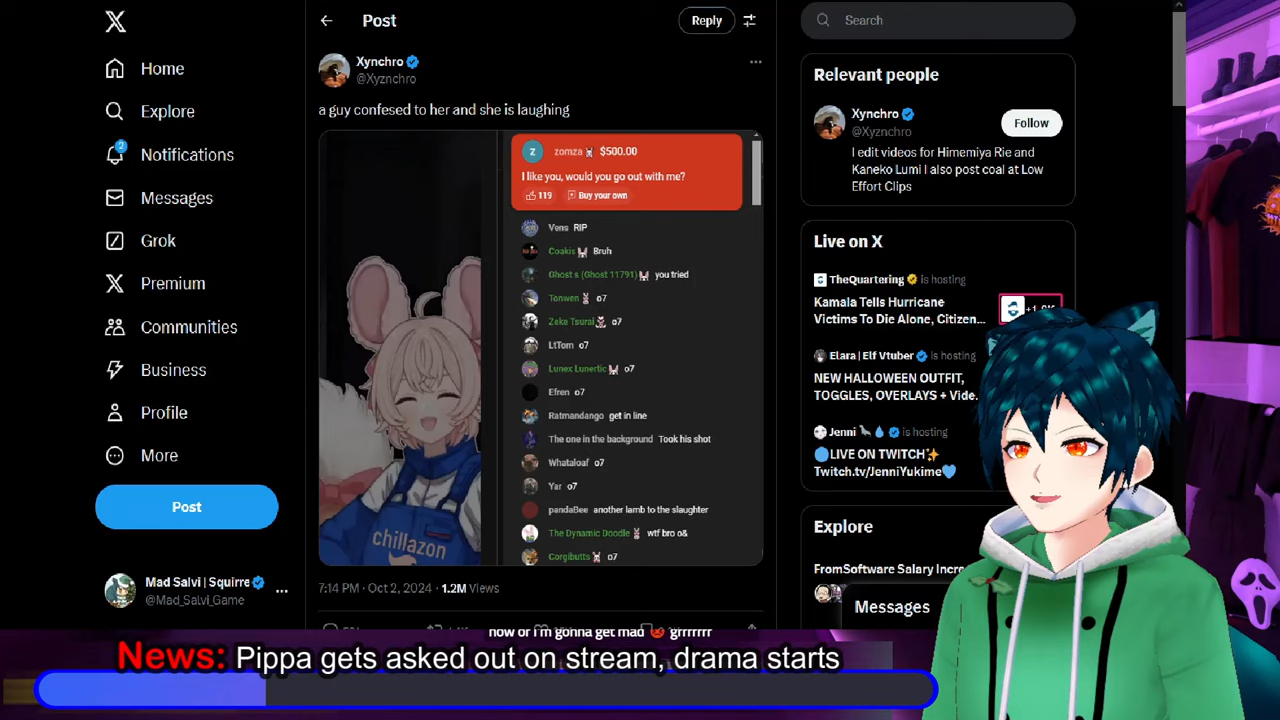 Home
Explore
2
Notifications
Messages
Grok
Premium
Communities
Business
Profile
More
Post
Mad Salvi | Squirre
@Mad_Salvi_Game
Post
Reply
Xynchro
@Xyznchro
a guy confesed to her and she is laughing
Z zomza $500.00
I like you, would you go out with me?
119 Buy your own
Vens RIP
Coakis Bruh
Ghost s (Ghost 11791) you tried
Tonwen o7
Zeke Tsurai o7
LtTom o7
Lunex Lunertic o7
Efren o7
Ratmandango get in line
The one in the background Took his shot
Whataloaf o7
Yar o7
pandaBee another lamb to the slaughter
The Dynamic Doodle wtf bro o&
Corgibutts o7
chillazon
7:14 PM · Oct 2, 2024 · 1.2M Views
Search
Relevant people
Xynchro
@Xyznchro
Follow
I edit videos for Himemiya Rie and
Kaneko Lumi I also post coal at Low
Effort Clips
Live on X
TheQuartering is hosting
Kamala Tells Hurricane
Victims To Die Alone, Citizen...
Elara | Elf Vtuber is hosting
NEW HALLOWEEN OUTFIT,
TOGGLES, OVERLAYS + Vide.
Jenni is hosting
LIVE ON TWITCH
Twitch.tv/JenniYukime
Explore
FromSoftware Salary Incre
Messages
now or i'm gonna get mad grrrrrrr
News: Pippa gets asked out on stream, drama starts